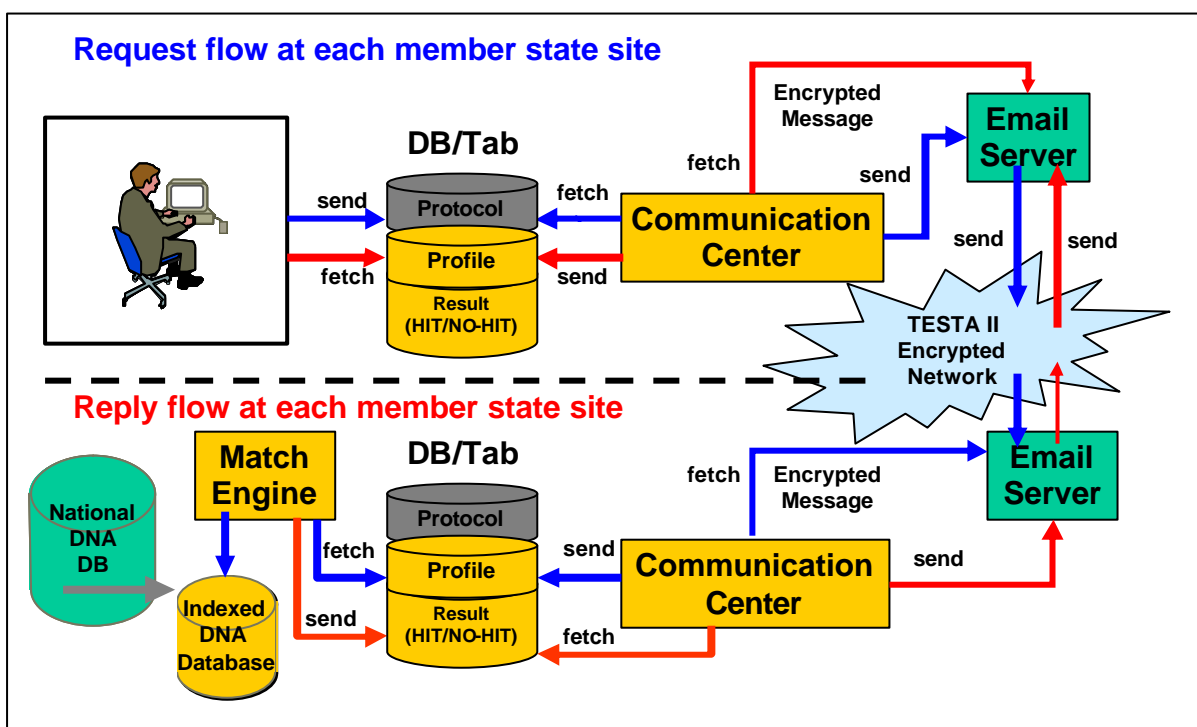 Request flow at each member state site
Encrypted
Message
Email
Server
DB/Tab
fetch
send
send
fetch
Protocol
Communication
Center
send
send
fetch
Profile
send
Result
(HIT/NO-HIT)
TESTA II
Encrypted
Network
Reply flow at each member state site
Match
Engine
DB/Tab
fetch
Encrypted
Message
Email
Server
National
DNA
DB
Protocol
fetch
Profile
send
Communication
Center
send
Indexed
DNA
Database
send
Result
(HIT/NO-HIT)
fetch